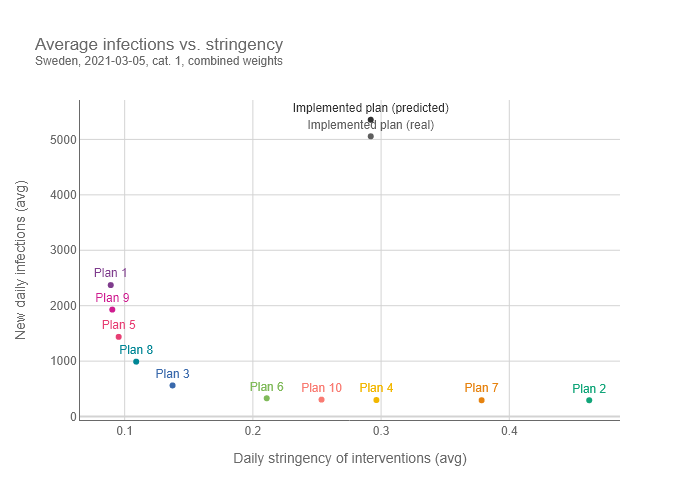 Average infections vs. stringency
Sweden, 2021-03-05, cat. 1, combined weights
Implemented plan (predicted)
Implemented plan (real)
5000
4000
3000
2000
1000
0
New daily infections (avg)
Plan 1
Plan 9
Plan 5
Plan 8
Plan 3
Plan 6
Plan 10
Plan 4
Plan 7
Plan 2
0.1
0.2
0.3
0.4
Daily stringency of interventions (avg)